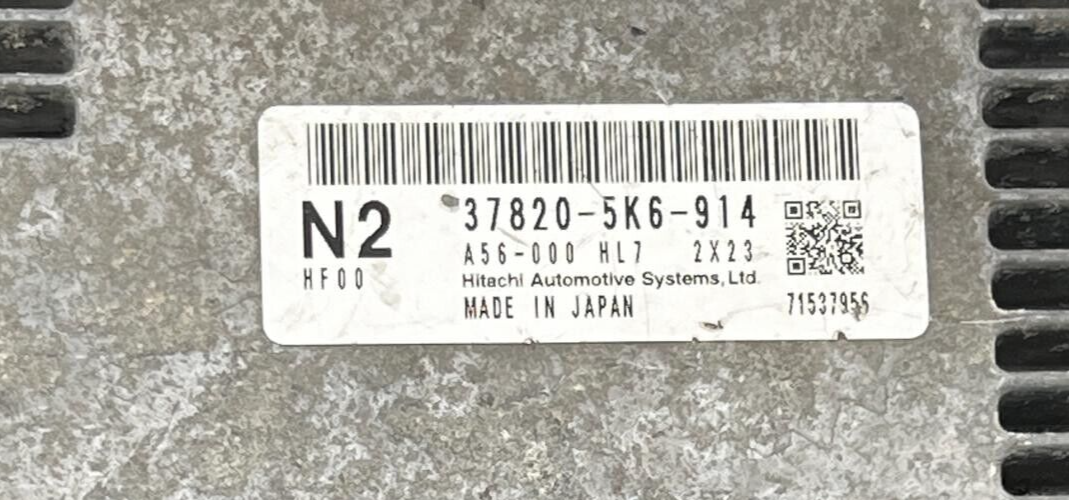 N2 37820-5K6-914
A56-000 HL7 2X23
HF00
Hitachi Automotive Systems, Ltd.
MADE IN JAPAN 71537956